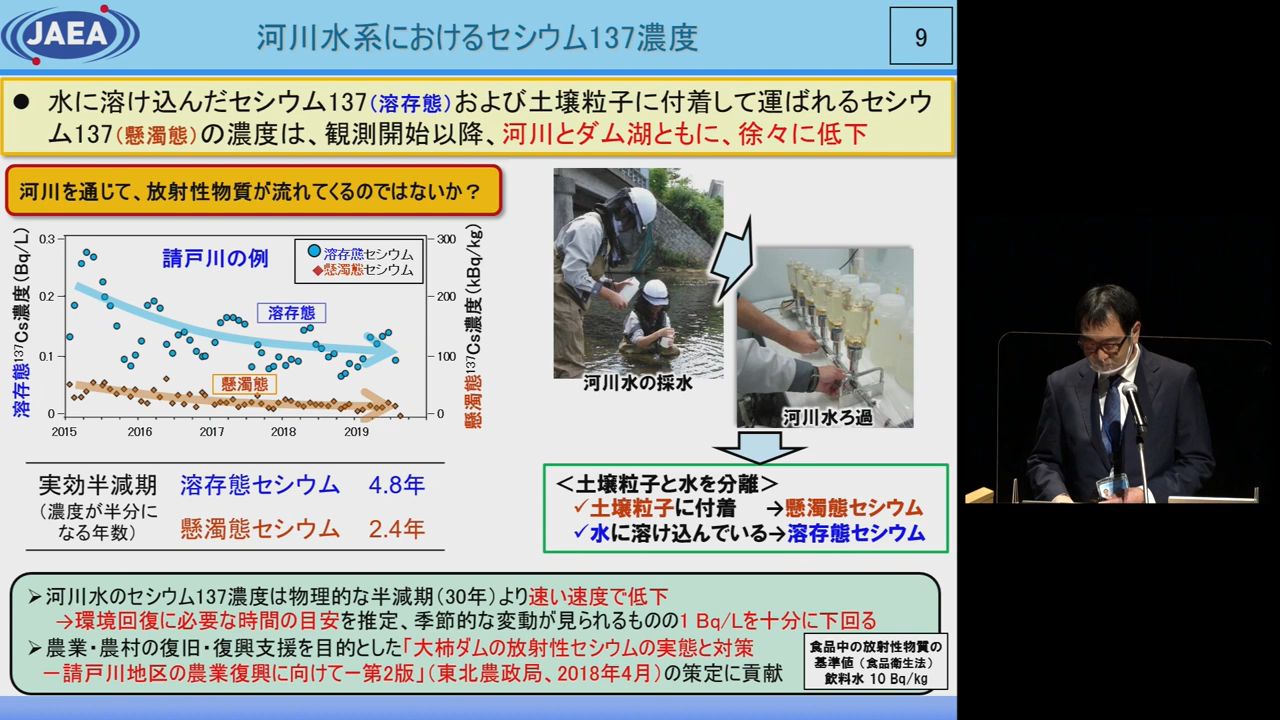 JAEA
河川水系におけるセシウム137濃度
9
● 水に溶け込んだセシウム137(溶存態)および土壌粒子に付着して運ばれるセシウ
ム137(懸濁態)の濃度は、観測開始以降、河川とダム湖ともに、徐々に低下
河川を通じて、放射性物質が流れてくるのではないか？
溶存態¹³⁷Cs濃度(Bq/L)
0.3
0.2
0.1
0
請戸川の例
溶存態セシウム
懸濁態セシウム
溶存態
懸濁態
300
200
100
0
懸濁態¹³⁷Cs濃度(kBq/kg)
2015 2016 2017 2018 2019
河川水の採水
河川水ろ過
実効半減期 溶存態セシウム 4.8年
(濃度が半分に
なる年数)
懸濁態セシウム 2.4年
＜土壌粒子と水を分離＞
✓土壌粒子に付着 →懸濁態セシウム
✓水に溶け込んでいる→溶存態セシウム
➢河川水のセシウム137濃度は物理的な半減期(30年)より速い速度で低下
→環境回復に必要な時間の目安を推定、季節的な変動が見られるものの1 Bq/Lを十分に下回る
➢農業・農村の復旧・復興支援を目的とした「大柿ダムの放射性セシウムの実態と対策
ー請戸川地区の農業復興に向けてー第2版」(東北農政局、2018年4月)の策定に貢献
食品中の放射性物質の
基準値（食品衛生法）
飲料水 10 Bq/kg